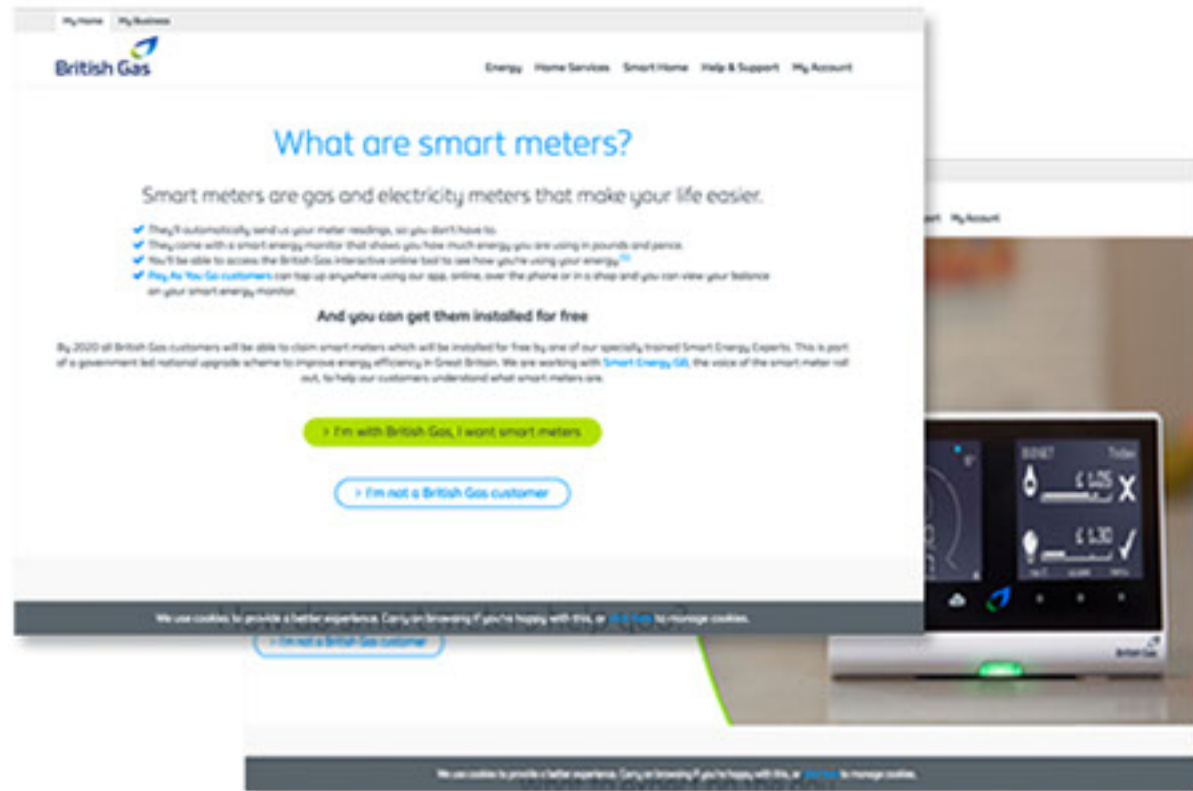 My Home My Business
British Gas
Energy Home Services Smart Home Help & Support My Account
What are smart meters?
Smart meters are gas and electricity meters that make your life easier.
They'll automatically send us your meter readings, so you don't have to.
They come with a smart energy monitor that shows you how much energy you are using in pounds and pence.
You'll be able to access the British Gas interactive online tool to see how you're using your energy.
Pay As You Go customers can top up anywhere using our app, online, over the phone or in a shop and you can view your balance
on your smart energy monitor.
And you can get them installed for free
By 2020 all British Gas customers will be able to claim smart meters which will be installed for free by one of our specially trained Smart Energy Experts. This is part
of a government led national upgrade scheme to improve energy efficiency in Great Britain. We are working with Smart Energy GB, the voice of the smart meter roll
out, to help our customers understand what smart meters are.
> I'm with British Gas, I want smart meters
> I'm not a British Gas customer
We use cookies to provide a better experience. Carry on browsing if you're happy with this, or click here to manage cookies.
My Account
BUDGET Today
£1.05
£1.30
British Gas
> I'm not a British Gas customer
We use cookies to provide a better experience. Carry on browsing if you're happy with this, or click here to manage cookies.
What to expect on the day